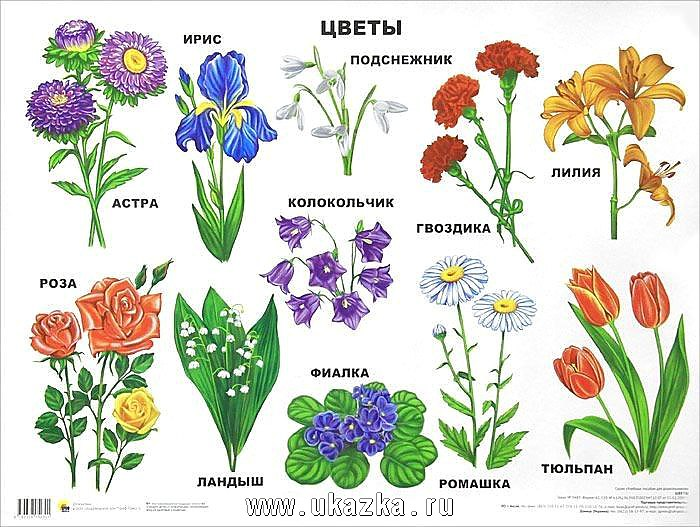 ЦВЕТЫ
ИРИС
ПОДСНЕЖНИК
АСТРА
КОЛОКОЛЬЧИК
ГВОЗДИКА
ЛИЛИЯ
РОЗА
ФИАЛКА
ЛАНДЫШ
РОМАШКА
ТЮЛЬПАН
www.ukazka.ru